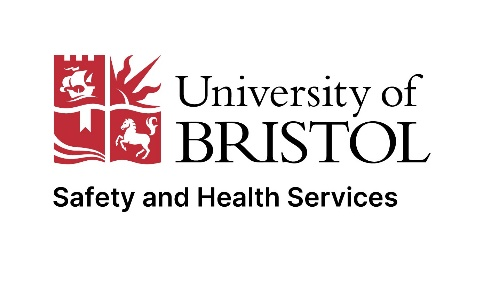 University of
BRISTOL
Safety and Health Services